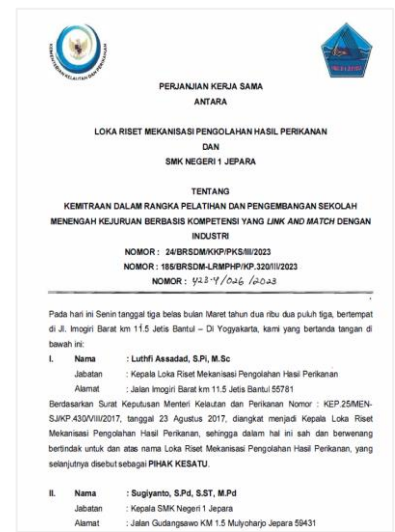 KEMENTERIAN KELAUTAN DAN PERIKANAN
PERJANJIAN KERJA SAMA
ANTARA
LOKA RISET MEKANISASI PENGOLAHAN HASIL PERIKANAN
DAN
SMK NEGERI 1 JEPARA
TENTANG
KEMITRAAN DALAM RANGKA PELATIHAN DAN PENGEMBANGAN SEKOLAH
MENENGAH KEJURUAN BERBASIS KOMPETENSI YANG LINK AND MATCH DENGAN
INDUSTRI
NOMOR : 24/BRSDM/KKP/PKS/III/2023
NOMOR : 185/BRSDM-LRMPHP/KP.320/III/2023
NOMOR : 423-4/026/2023
Pada hari ini Senin tanggal tiga belas bulan Maret tahun dua ribu dua puluh tiga, bertempat
di Jl. Imogiri Barat km 11.5 Jetis Bantul – DI Yogyakarta, kami yang bertanda tangan di
bawah ini:
I. Nama : Luthfi Assadad, S.Pi, M.Sc
Jabatan : Kepala Loka Riset Mekanisasi Pengolahan Hasil Perikanan
Alamat : Jalan Imogiri Barat km 11.5 Jetis Bantul 55781
Berdasarkan Surat Keputusan Menteri Kelautan dan Perikanan Nomor : KEP.25/MEN-
SJ/KP.430/VIII/2017, tanggal 23 Agustus 2017, diangkat menjadi Kepala Loka Riset
Mekanisasi Pengolahan Hasil Perikanan, sehingga dalam hal ini sah dan berwenang
bertindak untuk dan atas nama Loka Riset Mekanisasi Pengolahan Hasil Perikanan, yang
selanjutnya disebut sebagai PIHAK KESATU.
II. Nama : Sugiyanto, S.Pd, S.ST, M.Pd
Jabatan : Kepala SMK Negeri 1 Jepara
Alamat : Jalan Gudangsawo KM 1.5 Mulyoharjo Jepara 59431